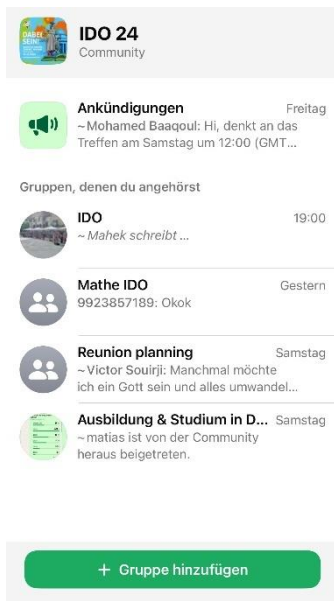 DABEI
SEIN!
IDO 24
Community
Ankündigungen Freitag
~Mohamed Baaqoul: Hi, denkt an das
Treffen am Samstag um 12:00 (GMT...
Gruppen, denen du angehörst
IDO 19:00
~ Mahek schreibt ...
Mathe IDO Gestern
9923857189: Okok
Reunion planning Samstag
~Victor Souirji: Manchmal möchte
ich ein Gott sein und alles umwandel...
Ausbildung & Studium in D... Samstag
~matias ist von der Community
heraus beigetreten.
+ Gruppe hinzufügen